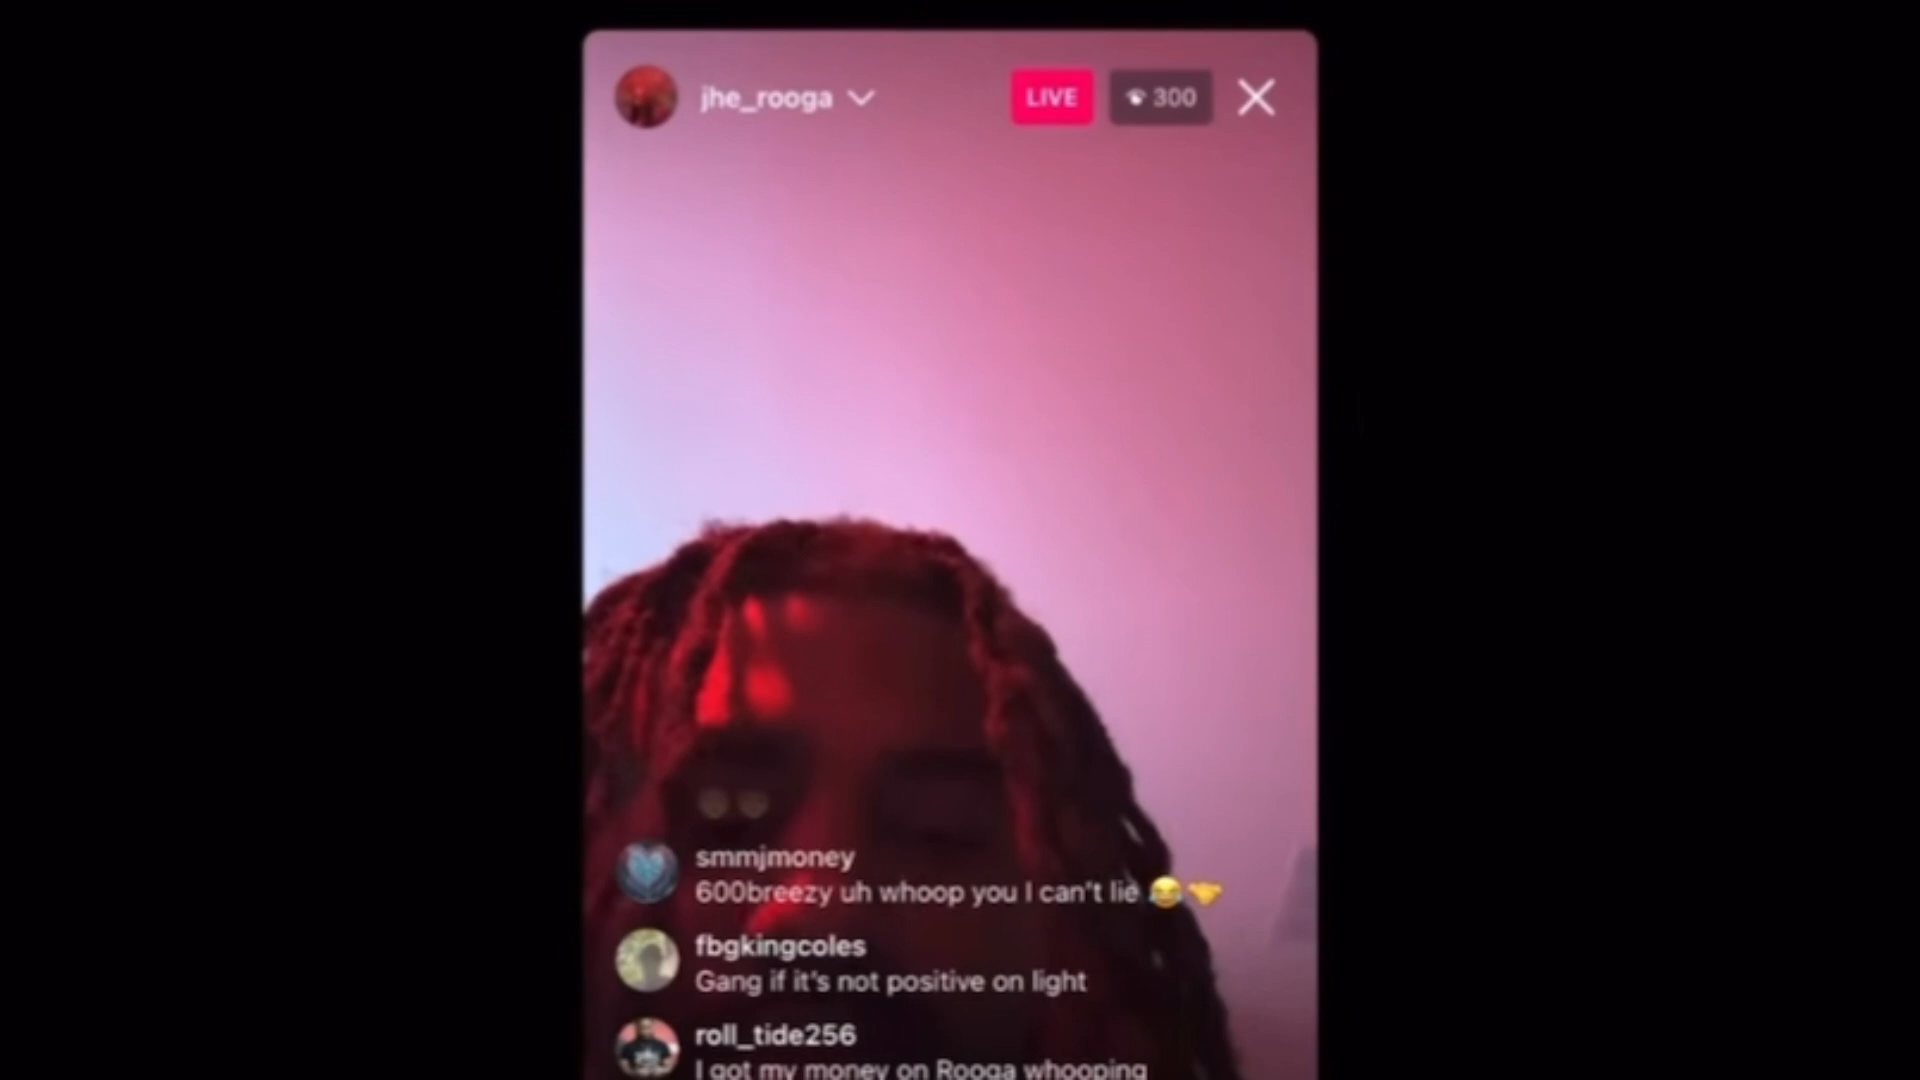 jhe_rooga
LIVE
300
smmjmoney
600breezy uh whoop you I can't lie 😂🤝
fbgkingcoles
Gang if it's not positive on light
roll_tide256
I got my money on Rooga whooping